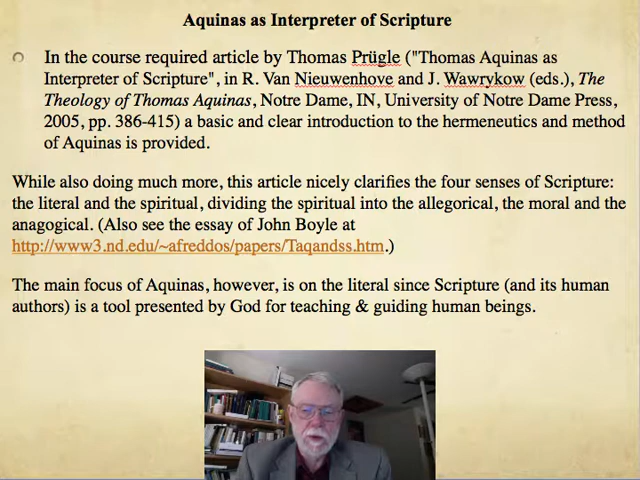 Aquinas as Interpreter of Scripture
In the course required article by Thomas Prügle ("Thomas Aquinas as
Interpreter of Scripture", in R. Van Nieuwenhove and J. Wawrykow (eds.), The
Theology of Thomas Aquinas, Notre Dame, IN, University of Notre Dame Press,
2005, pp. 386-415) a basic and clear introduction to the hermeneutics and method
of Aquinas is provided.
While also doing much more, this article nicely clarifies the four senses of Scripture:
the literal and the spiritual, dividing the spiritual into the allegorical, the moral and the
anagogical. (Also see the essay of John Boyle at
http://www3.nd.edu/~afreddos/papers/Taqandss.htm.)
The main focus of Aquinas, however, is on the literal since Scripture (and its human
authors) is a tool presented by God for teaching & guiding human beings.